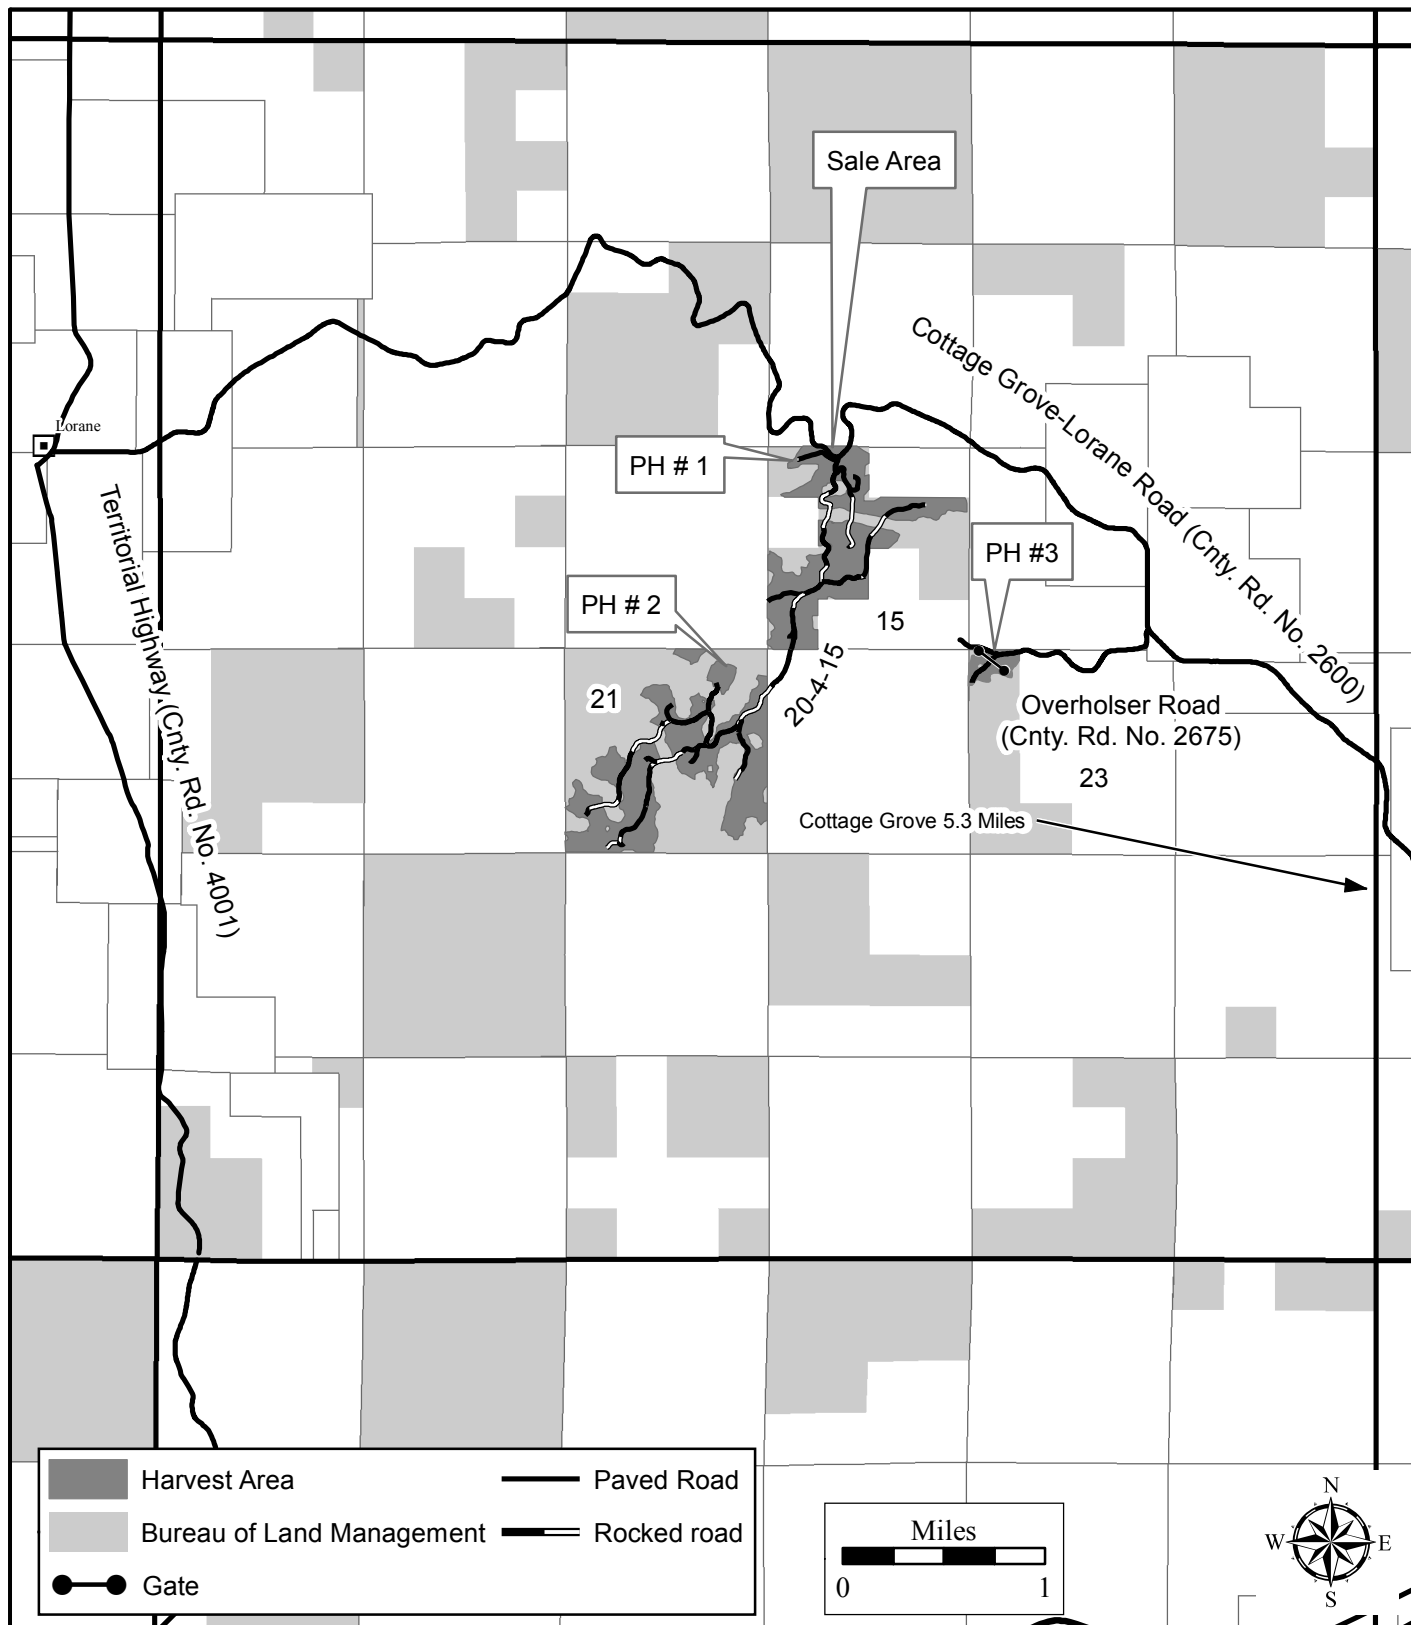 Sale Area
Cottage Grove-Lorane Road (Cnty. Rd. No. 2600)
Lorane
PH # 1
Territorial Highway (Cnty. Rd. No. 4001)
PH #3
PH # 2
15
20-4-15
21
Overholser Road
(Cnty. Rd. No. 2675)
23
Cottage Grove 5.3 Miles
Harvest Area
Paved Road
Bureau of Land Management
Rocked road
Gate
Miles
0 1
N
W E
S